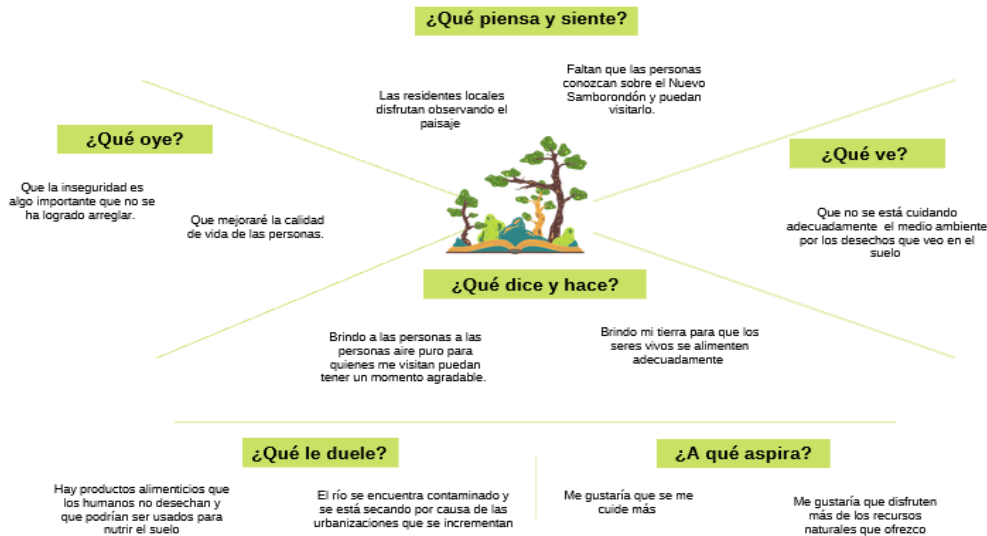 ¿Qué piensa y siente?
Las residentes locales
disfrutan observando el
paisaje
Faltan que las personas
conozcan sobre el Nuevo
Samborondón y puedan
visitarlo.
¿Qué oye?
Que la inseguridad es
algo importante que no se
ha logrado arreglar.
Que mejoraré la calidad
de vida de las personas.
¿Qué ve?
Que no se está cuidando
adecuadamente el medio ambiente
por los desechos que veo en el
suelo
¿Qué dice y hace?
Brindo a las personas a las
personas aire puro para
quienes me visitan puedan
tener un momento agradable.
Brindo mi tierra para que los
seres vivos se alimenten
adecuadamente
¿Qué le duele?
Hay productos alimenticios que
los humanos no desechan y
que podrían ser usados para
nutrir el suelo
El río se encuentra contaminado y
se está secando por causa de las
urbanizaciones que se incrementan
¿A qué aspira?
Me gustaría que se me
cuide más
Me gustaría que disfruten
más de los recursos
naturales que ofrezco